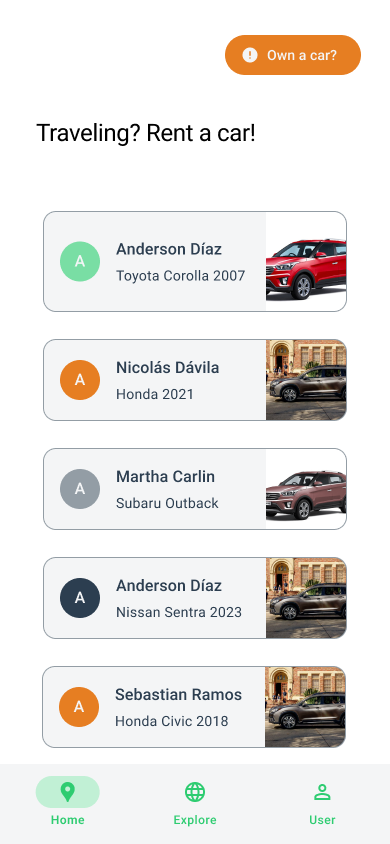 Own a car?
Traveling? Rent a car!
A
Anderson Díaz
Toyota Corolla 2007
A
Nicolás Dávila
Honda 2021
A
Martha Carlin
Subaru Outback
A
Anderson Díaz
Nissan Sentra 2023
A
Sebastian Ramos
Honda Civic 2018
Home
Explore
User